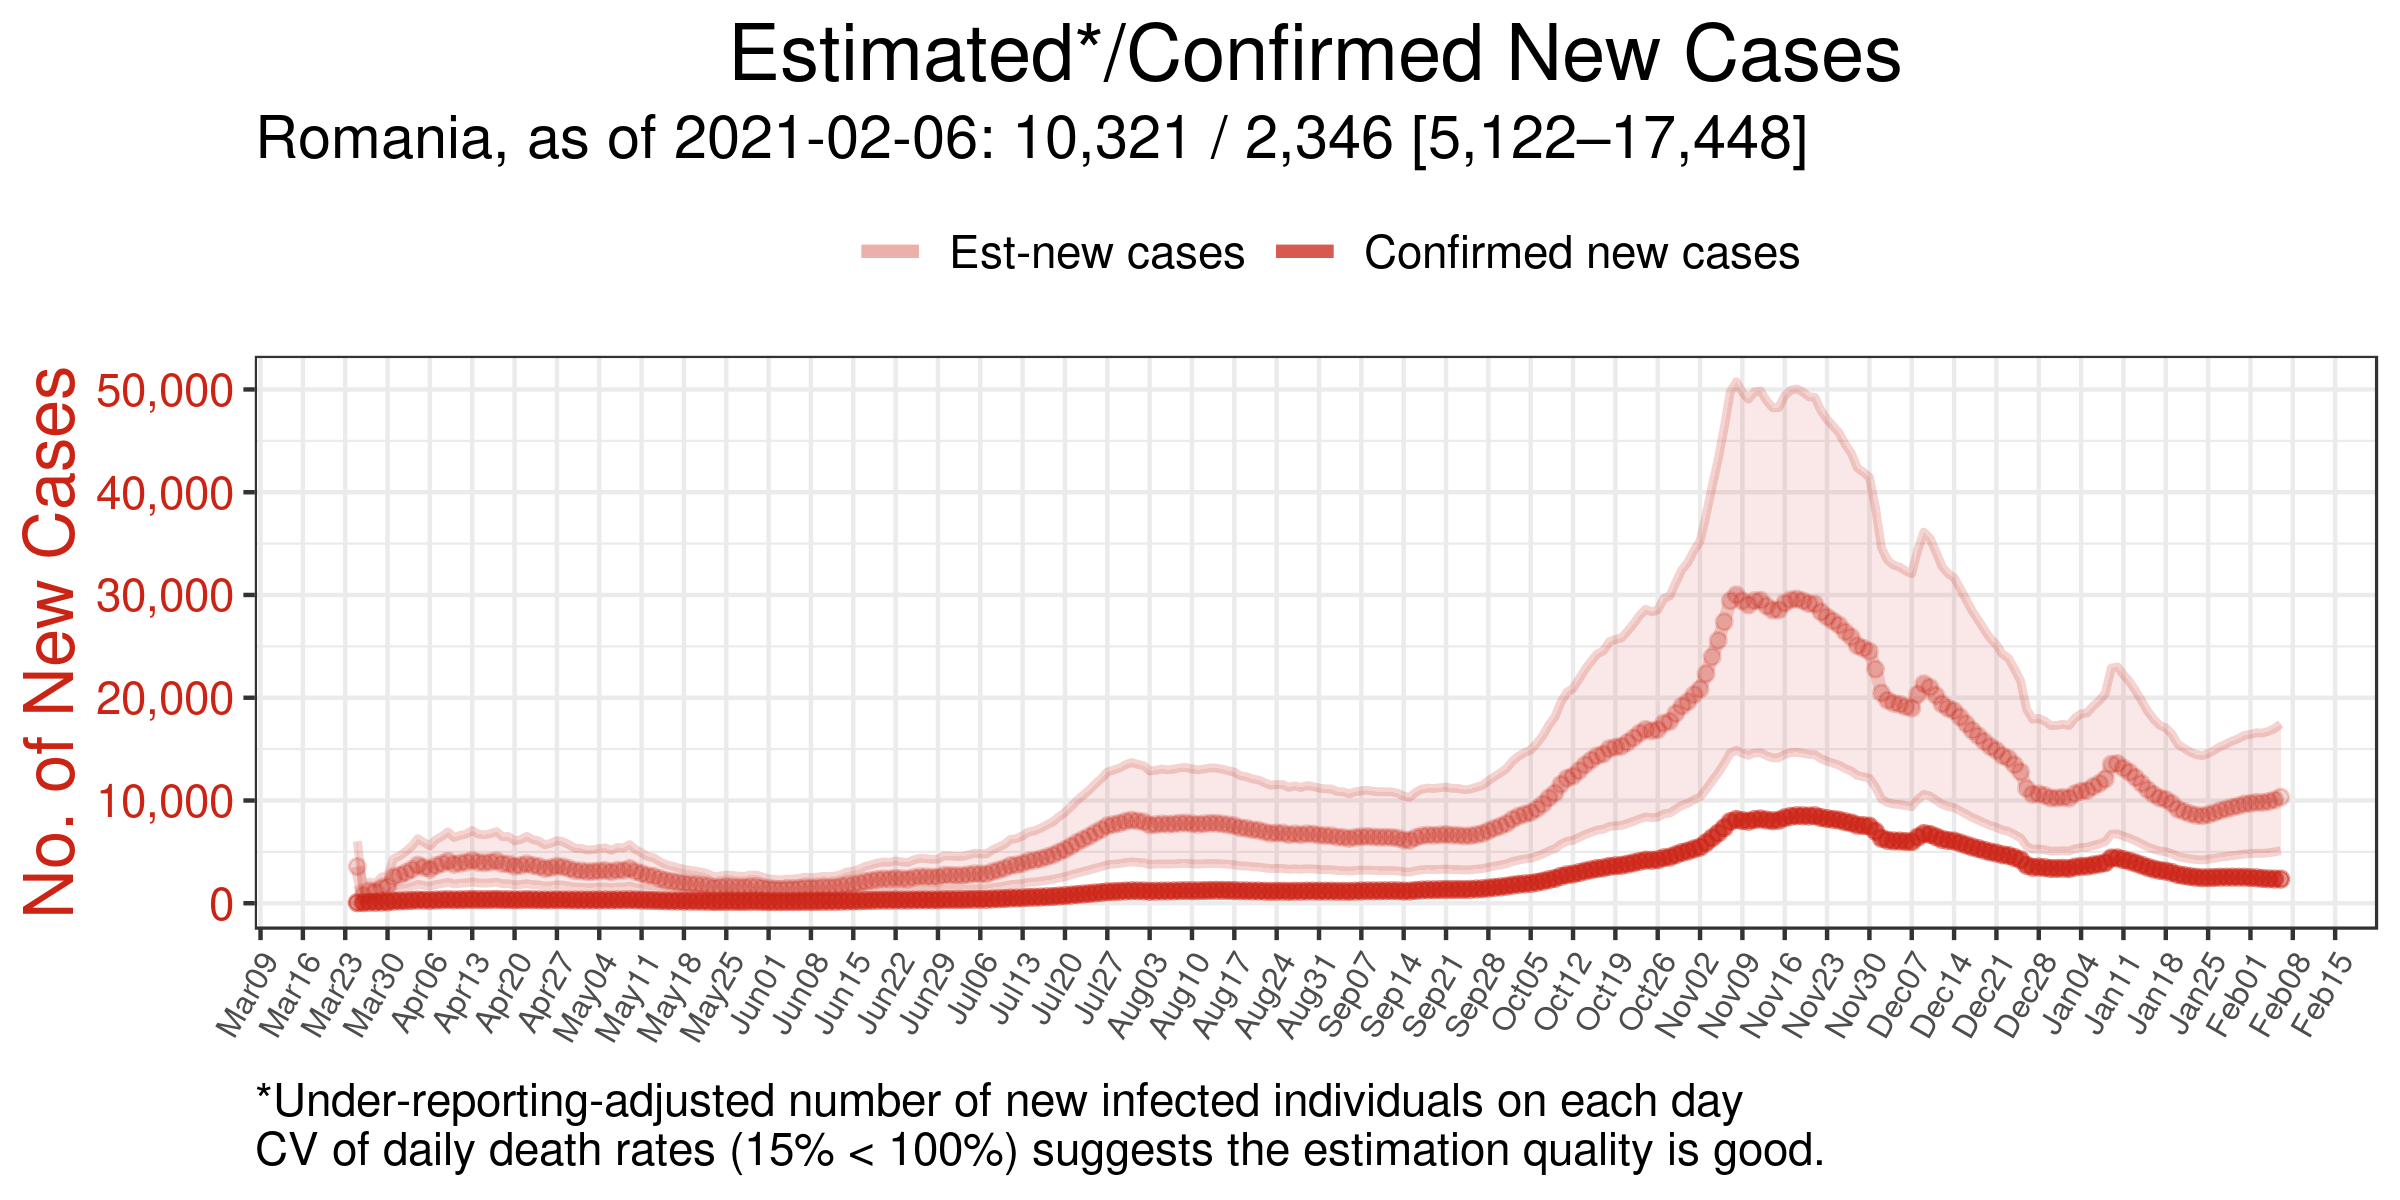 Estimated*/Confirmed New Cases
Romania, as of 2021-02-06: 10,321 / 2,346 [5,122–17,448]
Est-new cases
Confirmed new cases
No. of New Cases
50,000
40,000
30,000
20,000
10,000
0
Mar09
Mar16
Mar23
Mar30
Apr06
Apr13
Apr20
Apr27
May04
May11
May18
May25
Jun01
Jun08
Jun15
Jun22
Jun29
Jul06
Jul13
Jul20
Jul27
Aug03
Aug10
Aug17
Aug24
Aug31
Sep07
Sep14
Sep21
Sep28
Oct05
Oct12
Oct19
Oct26
Nov02
Nov09
Nov16
Nov23
Nov30
Dec07
Dec14
Dec21
Dec28
Jan04
Jan11
Jan18
Jan25
Feb01
Feb08
Feb15
*Under-reporting-adjusted number of new infected individuals on each day
CV of daily death rates (15% < 100%) suggests the estimation quality is good.